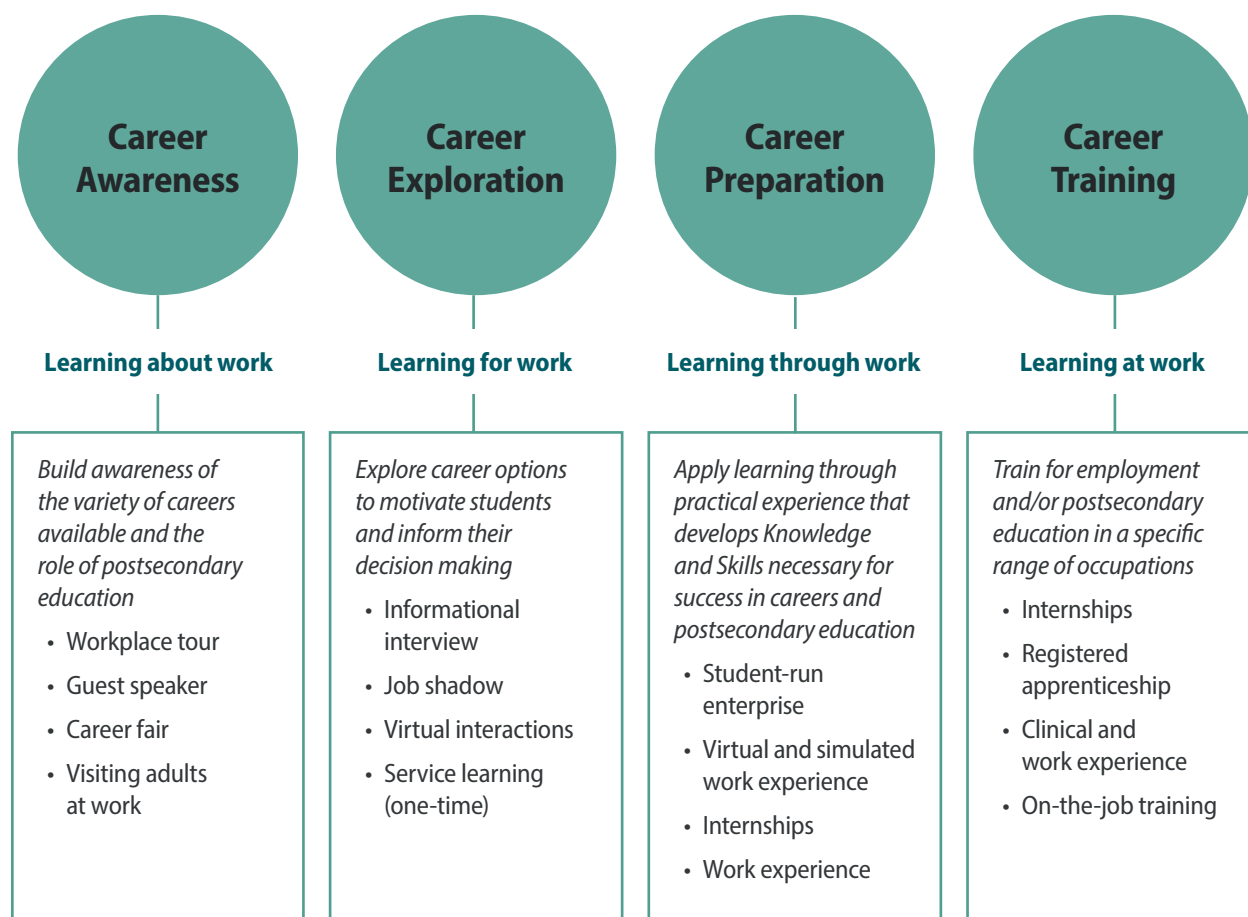 Career
Awareness
Learning about work
Build awareness of
the variety of careers
available and the
role of postsecondary
education
• Workplace tour
• Guest speaker
• Career fair
• Visiting adults
at work
Career
Exploration
Learning for work
Explore career options
to motivate students
and inform their
decision making
• Informational
interview
• Job shadow
• Virtual interactions
• Service learning
(one-time)
Career
Preparation
Learning through work
Apply learning through
practical experience that
develops Knowledge
and Skills necessary for
success in careers and
postsecondary education
• Student-run
enterprise
• Virtual and simulated
work experience
• Internships
• Work experience
Career
Training
Learning at work
Train for employment
and/or postsecondary
education in a specific
range of occupations
• Internships
• Registered
apprenticeship
• Clinical and
work experience
• On-the-job training